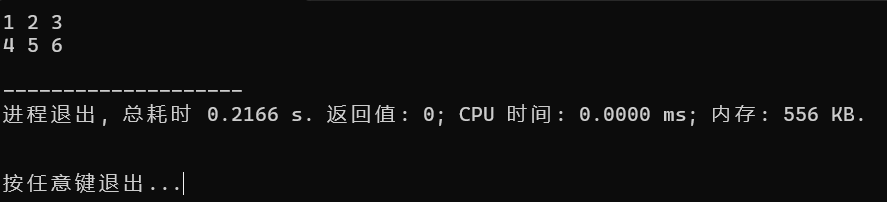 1 2 3
4 5 6
--------------------
进程退出, 总耗时 0.2166 s. 返回值: 0; CPU 时间: 0.0000 ms; 内存: 556 KB.
按任意键退出...